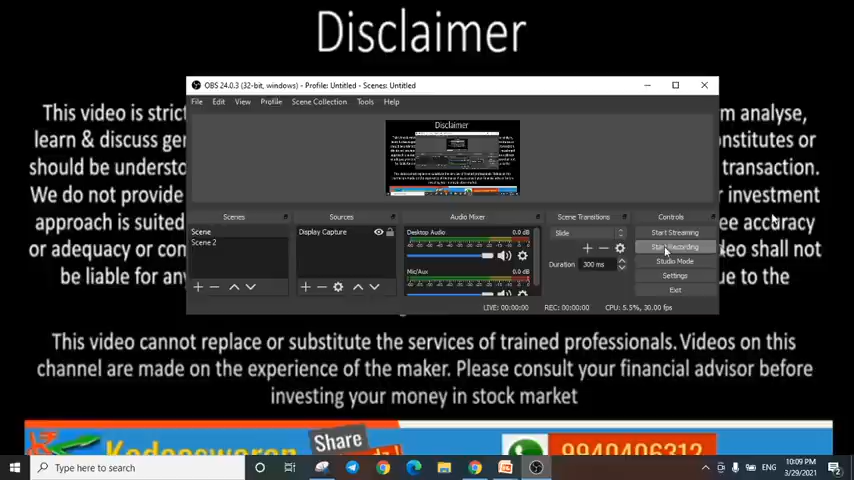 Disclaimer
OBS 24.0.3 (32-bit, windows) - Profile: Untitled - Scenes: Untitled
File Edit View Profile Scene Collection Tools Help
Disclaimer
This video is strict
m analyse,
learn & discuss gen
nstitutes or
should be understo
transaction.
We do not provide
r investment
approach is suited
ee accuracy
or adequacy or com
deo shall not
be liable for any
ue to the
Scenes Sources Audio Mixer Scene Transitions Controls
Scene
Scene 2
Display Capture
Desktop Audio 0.0 dB
Mic/Aux 0.0 dB
Slide
Duration 300 ms
Start Streaming
Start Recording
Studio Mode
Settings
Exit
LIVE: 00:00:00 REC: 00:00:00 CPU: 5.5%, 30.00 fps
This video cannot replace or substitute the services of trained professionals. Videos on this
channel are made on the experience of the maker. Please consult your financial advisor before
investing your money in stock market
Share
9940406312
Type here to search
ENG
10:09 PM
3/29/2021
2